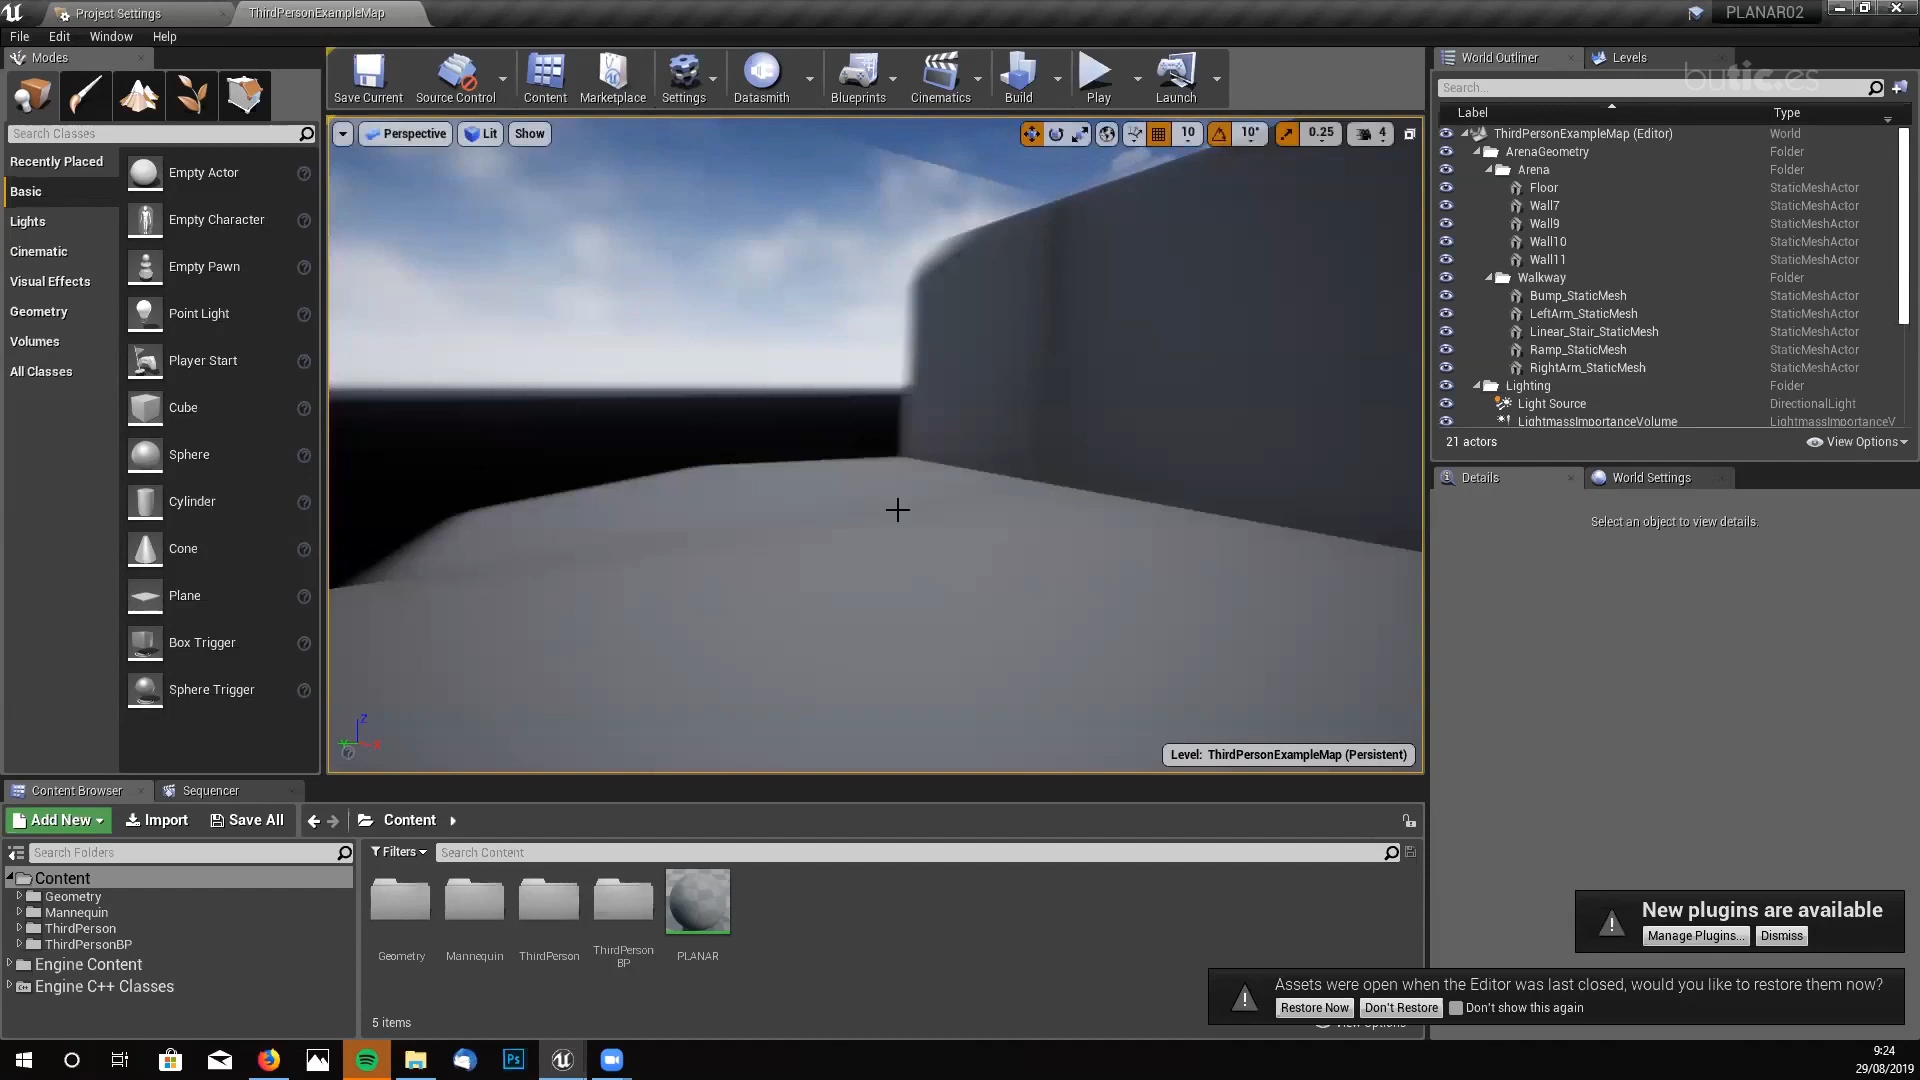 Project Settings
ThirdPersonExampleMap
PLANAR02
File Edit Window Help
Modes
Search Classes
Recently Placed
Basic
Lights
Cinematic
Visual Effects
Geometry
Volumes
All Classes
Empty Actor
Empty Character
Empty Pawn
Point Light
Player Start
Cube
Sphere
Cylinder
Cone
Plane
Box Trigger
Sphere Trigger
Save Current
Source Control
Content
Marketplace
Settings
Datasmith
Blueprints
Cinematics
Build
Play
Launch
Perspective
Lit
Show
10
10°
0.25
4
Z
X
Level: ThirdPersonExampleMap (Persistent)
World Outliner
Levels
butic.es
Search...
Label Type
ThirdPersonExampleMap (Editor) World
ArenaGeometry Folder
Arena Folder
Floor StaticMeshActor
Wall7 StaticMeshActor
Wall9 StaticMeshActor
Wall10 StaticMeshActor
Wall11 StaticMeshActor
Walkway Folder
Bump_StaticMesh StaticMeshActor
LeftArm_StaticMesh StaticMeshActor
Linear_Stair_StaticMesh StaticMeshActor
Ramp_StaticMesh StaticMeshActor
RightArm_StaticMesh StaticMeshActor
Lighting Folder
Light Source DirectionalLight
LightmassImportanceVolume LightmassImportanceV
21 actors
View Options
Details
World Settings
Select an object to view details.
Content Browser
Sequencer
Add New
Import
Save All
Content
Search Folders
Filters
Search Content
Content
Geometry
Mannequin
ThirdPerson
ThirdPersonBP
Engine Content
Engine C++ Classes
Geometry
Mannequin
ThirdPerson
ThirdPerson
BP
PLANAR
5 items
View Options
New plugins are available
Manage Plugins...
Dismiss
Assets were open when the Editor was last closed, would you like to restore them now?
Restore Now
Don't Restore
Don't show this again
Ps
9:24
29/08/2019